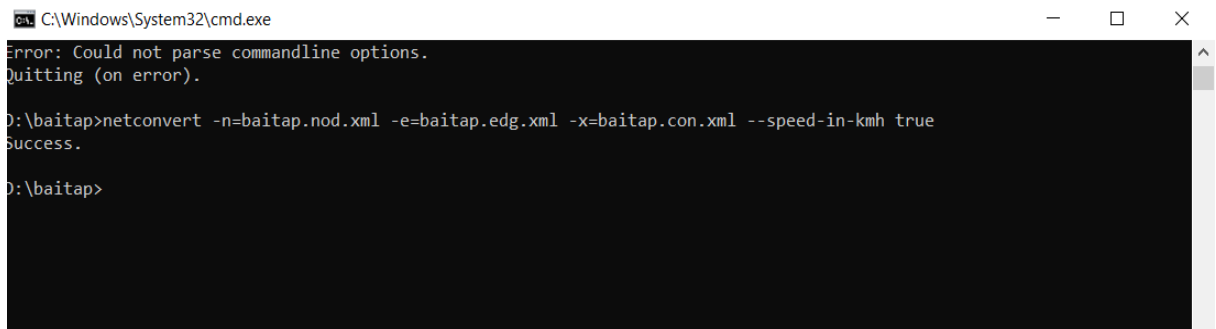 C:\Windows\System32\cmd.exe
Error: Could not parse commandline options.
Quitting (on error).
D:\baitap>netconvert -n=baitap.nod.xml -e=baitap.edg.xml -x=baitap.con.xml --speed-in-kmh true
Success.
D:\baitap>